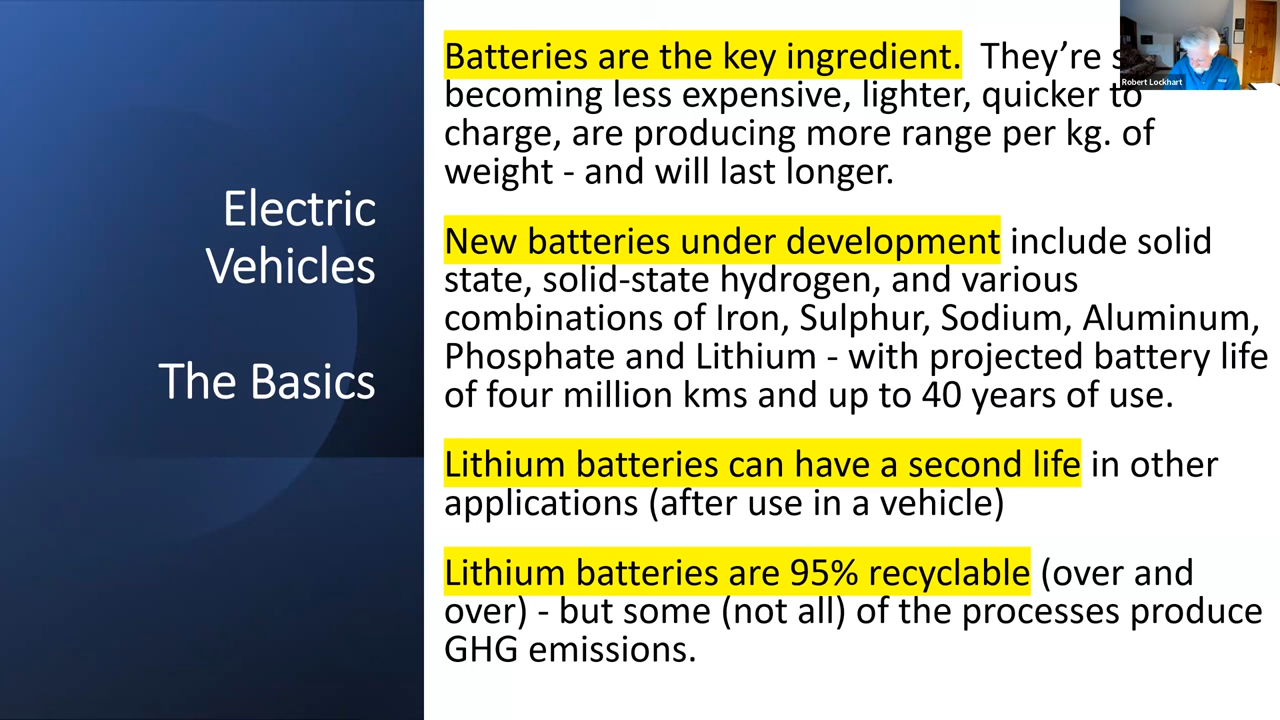 Electric
Vehicles
The Basics
Batteries are the key ingredient. They’re
becoming less expensive, lighter, quicker to
charge, are producing more range per kg. of
weight - and will last longer.
New batteries under development include solid
state, solid-state hydrogen, and various
combinations of Iron, Sulphur, Sodium, Aluminum,
Phosphate and Lithium - with projected battery life
of four million kms and up to 40 years of use.
Lithium batteries can have a second life in other
applications (after use in a vehicle)
Lithium batteries are 95% recyclable (over and
over) - but some (not all) of the processes produce
GHG emissions.
Robert Lockhart